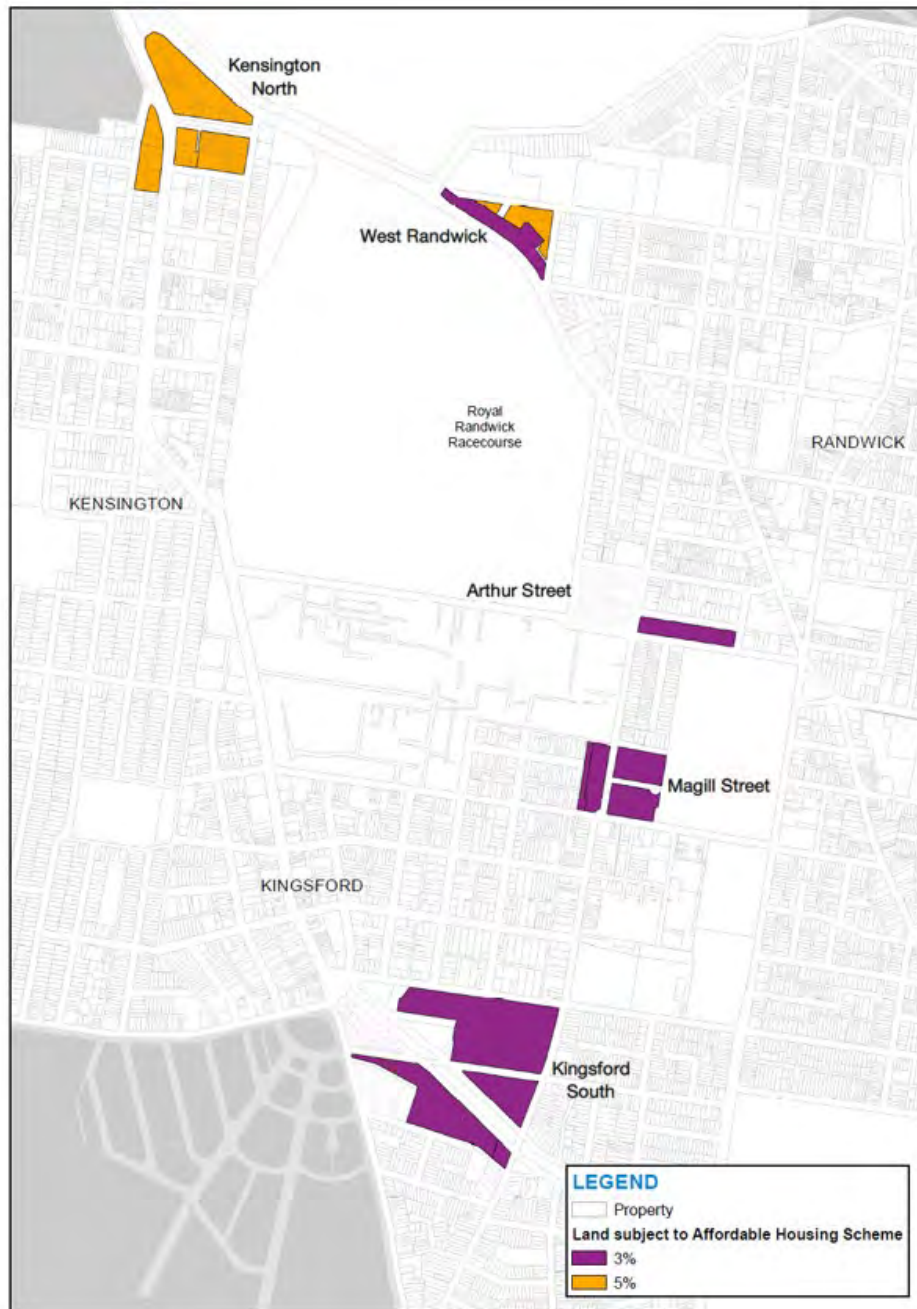 Kensington
North
West Randwick
Royal
Randwick
Racecourse
RANDWICK
KENSINGTON
Arthur Street
Magill Street
KINGSFORD
Kingsford
South
LEGEND
Property
Land subject to Affordable Housing Scheme
3%
5%